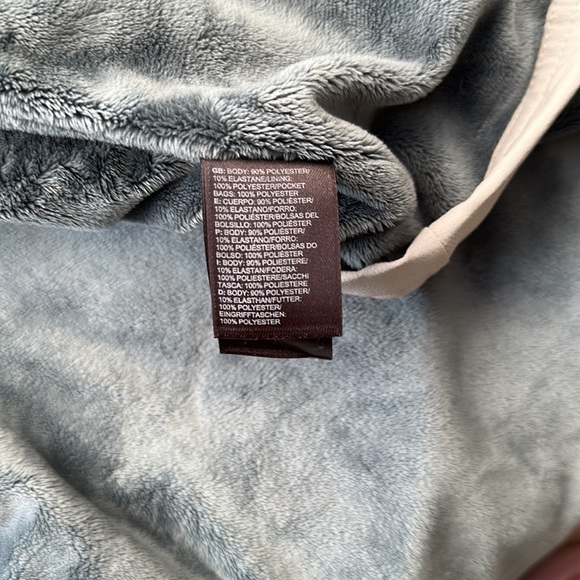 GB: BODY: 90% POLYESTER/
10% ELASTANE/LINING:
100% POLYESTER/POCKET
BAGS: 100% POLYESTER
E: CUERPO: 90% POLIÉSTER/
10% ELASTANO/FORRO:
100% POLIÉSTER/BOLSAS DEL
BOLSILLO: 100% POLIÉSTER
P: BODY: 90% POLIÉSTER/
10% ELASTANO/FORRO:
100% POLIÉSTER/BOLSAS DO
BOLSO: 100% POLIÉSTER
I: BODY: 90% POLIESTERE/
10% ELASTAN/FODERA:
100% POLIESTERE/SACCHI
TASCA: 100% POLIESTERE
D: BODY: 90% POLYESTER/
10% ELASTHAN/FUTTER:
100% POLYESTER/
EINGRIFFTASCHEN:
100% POLYESTER